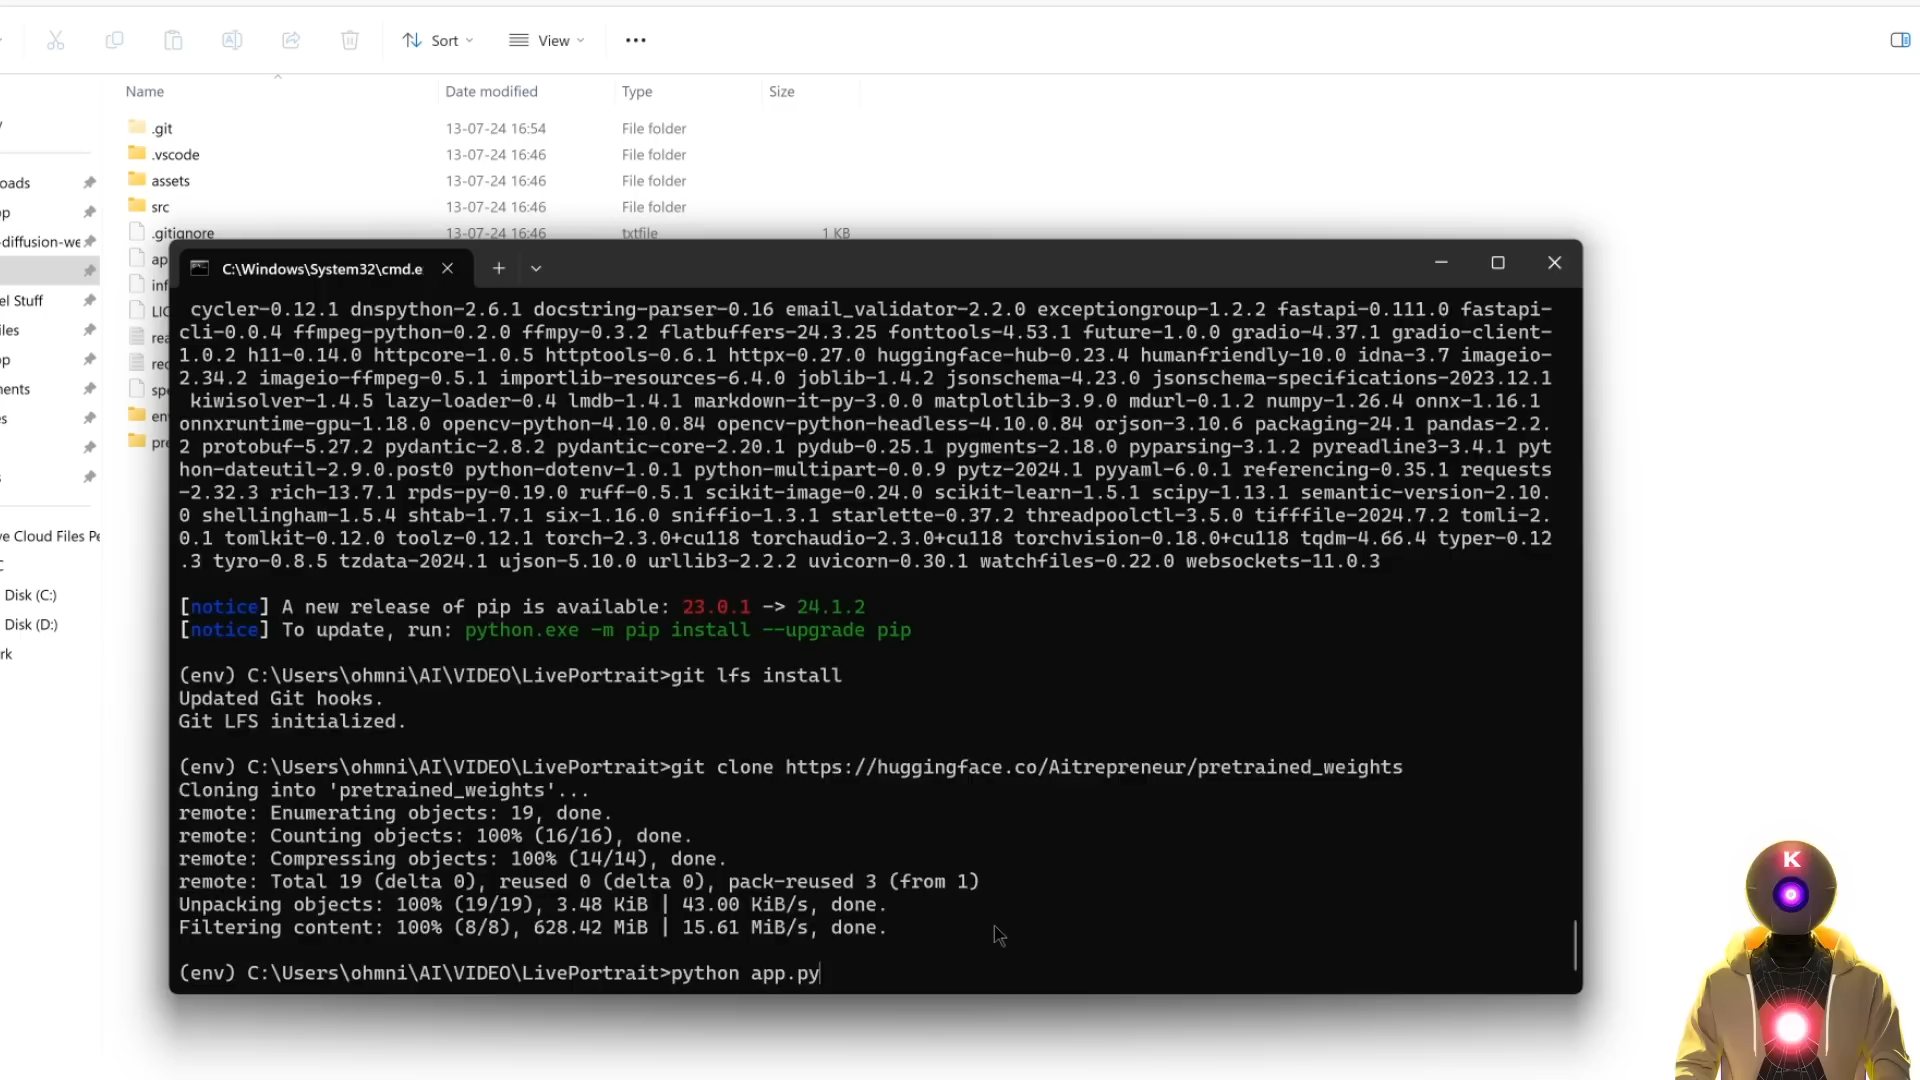 Sort
View
Name Date modified Type Size
.git 13-07-24 16:54 File folder
.vscode 13-07-24 16:46 File folder
assets 13-07-24 16:46 File folder
src 13-07-24 16:46 File folder
.gitignore 13-07-24 16:46 txtfile 1 KB
oads
-diffusion-we
el Stuff
iles
nents
ve Cloud Files Pe
Disk (C:)
Disk (D:)
rk
C:\Windows\System32\cmd.e
cycler-0.12.1 dnspython-2.6.1 docstring-parser-0.16 email_validator-2.2.0 exceptiongroup-1.2.2 fastapi-0.111.0 fastapi-
cli-0.0.4 ffmpeg-python-0.2.0 ffmpy-0.3.2 flatbuffers-24.3.25 fonttools-4.53.1 future-1.0.0 gradio-4.37.1 gradio-client-
1.0.2 h11-0.14.0 httpcore-1.0.5 httptools-0.6.1 httpx-0.27.0 huggingface-hub-0.23.4 humanfriendly-10.0 idna-3.7 imageio-
2.34.2 imageio-ffmpeg-0.5.1 importlib-resources-6.4.0 joblib-1.4.2 jsonschema-4.23.0 jsonschema-specifications-2023.12.1
kiwisolver-1.4.5 lazy-loader-0.4 lmdb-1.4.1 markdown-it-py-3.0.0 matplotlib-3.9.0 mdurl-0.1.2 numpy-1.26.4 onnx-1.16.1
onnxruntime-gpu-1.18.0 opencv-python-4.10.0.84 opencv-python-headless-4.10.0.84 orjson-3.10.6 packaging-24.1 pandas-2.2.
2 protobuf-5.27.2 pydantic-2.8.2 pydantic-core-2.20.1 pydub-0.25.1 pygments-2.18.0 pyparsing-3.1.2 pyreadline3-3.4.1 pyt
hon-dateutil-2.9.0.post0 python-dotenv-1.0.1 python-multipart-0.0.9 pytz-2024.1 pyyaml-6.0.1 referencing-0.35.1 requests
-2.32.3 rich-13.7.1 rpds-py-0.19.0 ruff-0.5.1 scikit-image-0.24.0 scikit-learn-1.5.1 scipy-1.13.1 semantic-version-2.10.
0 shellingham-1.5.4 shtab-1.7.1 six-1.16.0 sniffio-1.3.1 starlette-0.37.2 threadpoolctl-3.5.0 tifffile-2024.7.2 tomli-2.
0.1 tomlkit-0.12.0 toolz-0.12.1 torch-2.3.0+cu118 torchaudio-2.3.0+cu118 torchvision-0.18.0+cu118 tqdm-4.66.4 typer-0.12
.3 tyro-0.8.5 tzdata-2024.1 ujson-5.10.0 urllib3-2.2.2 uvicorn-0.30.1 watchfiles-0.22.0 websockets-11.0.3
[notice] A new release of pip is available: 23.0.1 -> 24.1.2
[notice] To update, run: python.exe -m pip install --upgrade pip
(env) C:\Users\ohmni\AI\VIDEO\LivePortrait>git lfs install
Updated Git hooks.
Git LFS initialized.
(env) C:\Users\ohmni\AI\VIDEO\LivePortrait>git clone https://huggingface.co/Aitrepreneur/pretrained_weights
Cloning into 'pretrained_weights'...
remote: Enumerating objects: 19, done.
remote: Counting objects: 100% (16/16), done.
remote: Compressing objects: 100% (14/14), done.
remote: Total 19 (delta 0), reused 0 (delta 0), pack-reused 3 (from 1)
Unpacking objects: 100% (19/19), 3.48 KiB | 43.00 KiB/s, done.
Filtering content: 100% (8/8), 628.42 MiB | 15.61 MiB/s, done.
(env) C:\Users\ohmni\AI\VIDEO\LivePortrait>python app.py
K